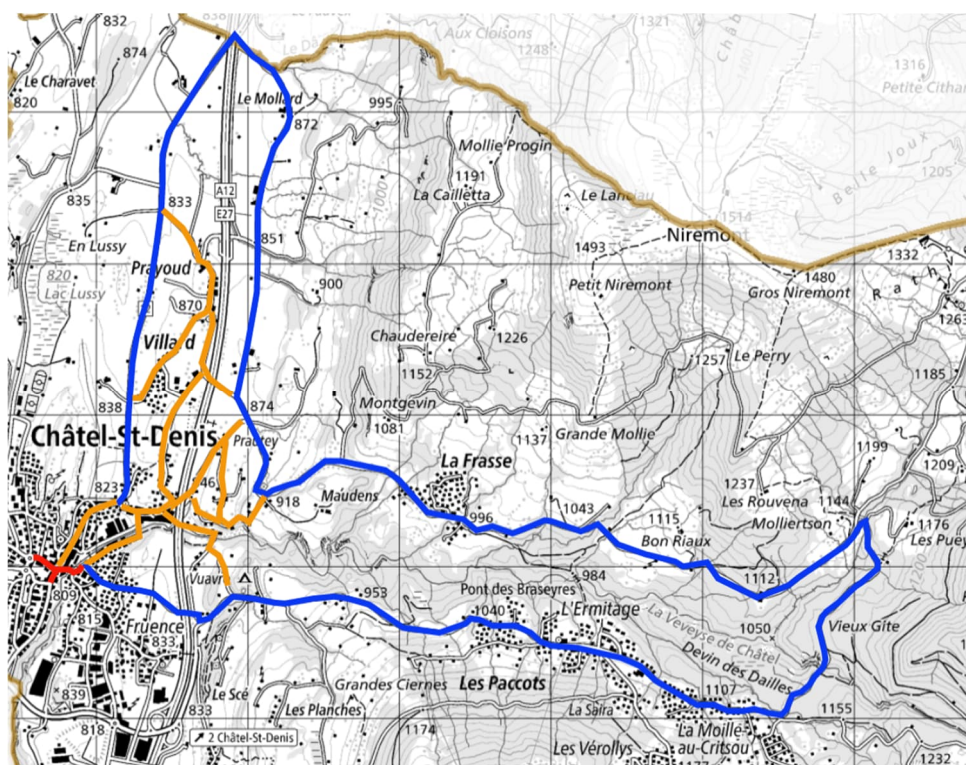 838
832
Aux Cloisons
1321
874
1248
1316
Le Charavet
Petite Cithar
820
Le Mollard
995
872
Mollie Progin
1191
La Cailletta
1205
Belle Joux
A12
E27
835
833
Le Lanciau
1514
En Lussy
851
1493
Niremont
1332
820
Prayoud
Lac Lussy
900
Petit Niremont
1480
Gros Niremont
870
1263
Villard
Chaudereire
1226
1257
Le Perry
1152
1185
838
874
Montgevin
1081
Châtel-St-Denis
Prautey
1137
Grande Mollie
1199
1209
La Frasse
1237
823
918
Maudens
Les Rouvena
1144
996
1043
1115
Molliertson
1176
Bon Riaux
Les Puey
984
1112
809
953
Pont des Braseyres
815
1040
L'Ermitage
La Veveyse de Châtel
1050
Vieux Gîte
Fruence
833
Devin des Dailles
839
Le Scé
Grandes Ciernes
Les Paccots
1107
833
Les Planches
La Saira
1155
818
2 Châtel-St-Denis
1174
La Moille-
au-Critsou
Les Vérollys
1232